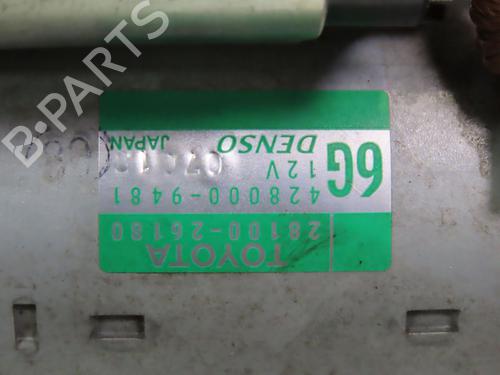 TOYOTA
28100-26180
428000-9481
6G
12V
DENSO
JAPAN
B-PARTS